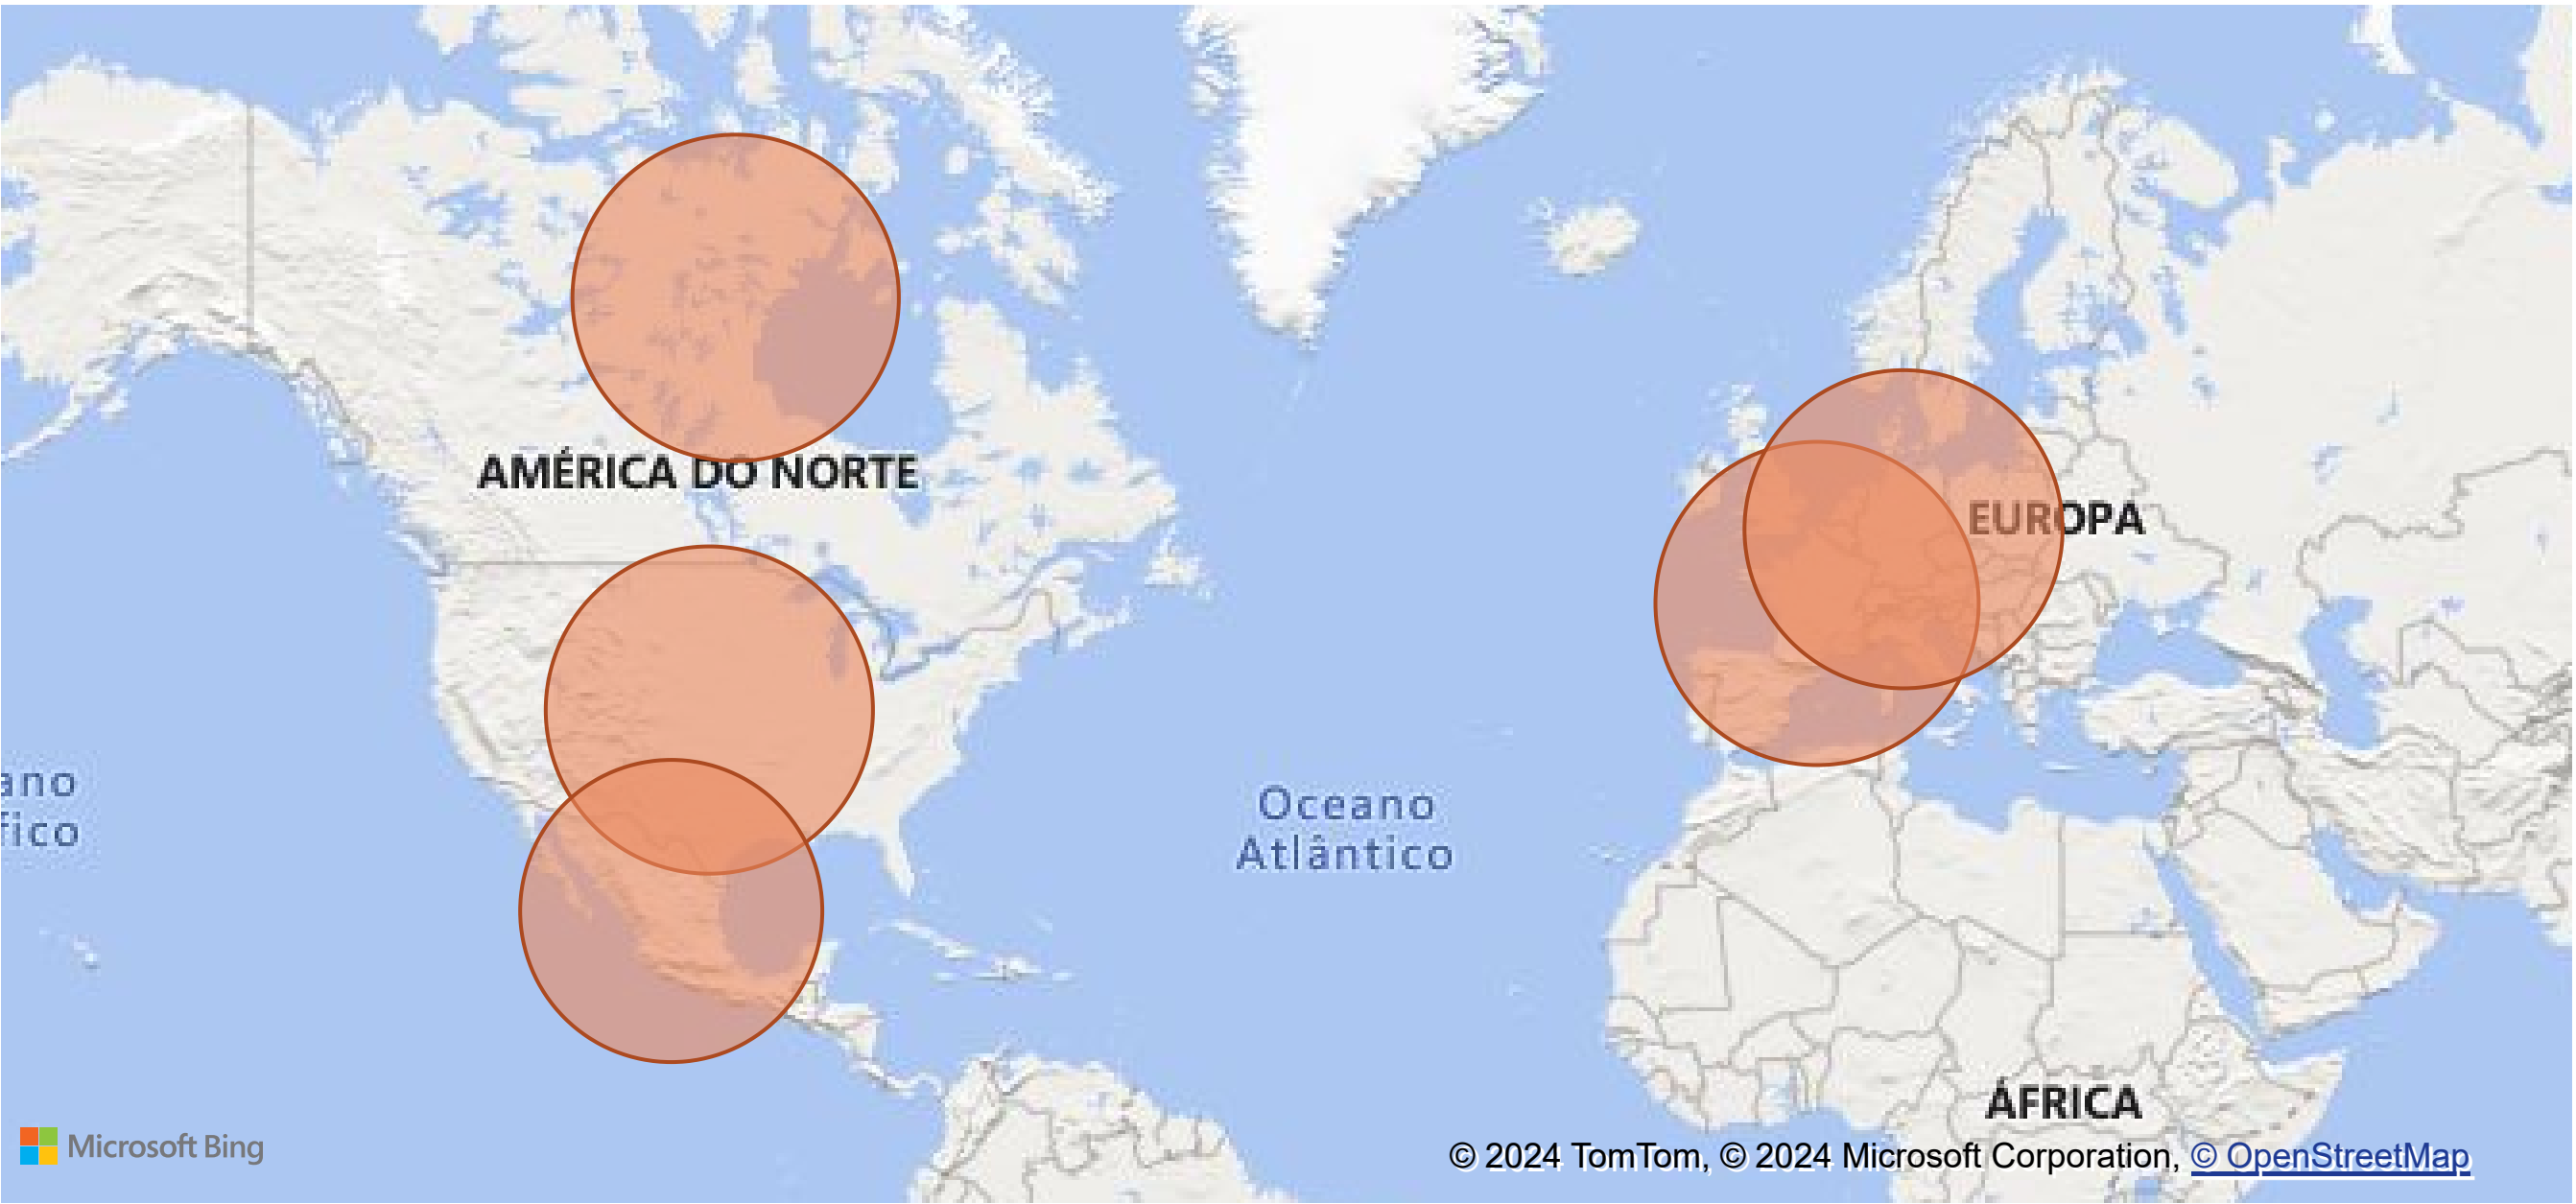 AMÉRICA DO NORTE
EUROPA
ano
fico
Oceano
Atlântico
ÁFRICA
Microsoft Bing
© 2024 TomTom, © 2024 Microsoft Corporation, © OpenStreetMap